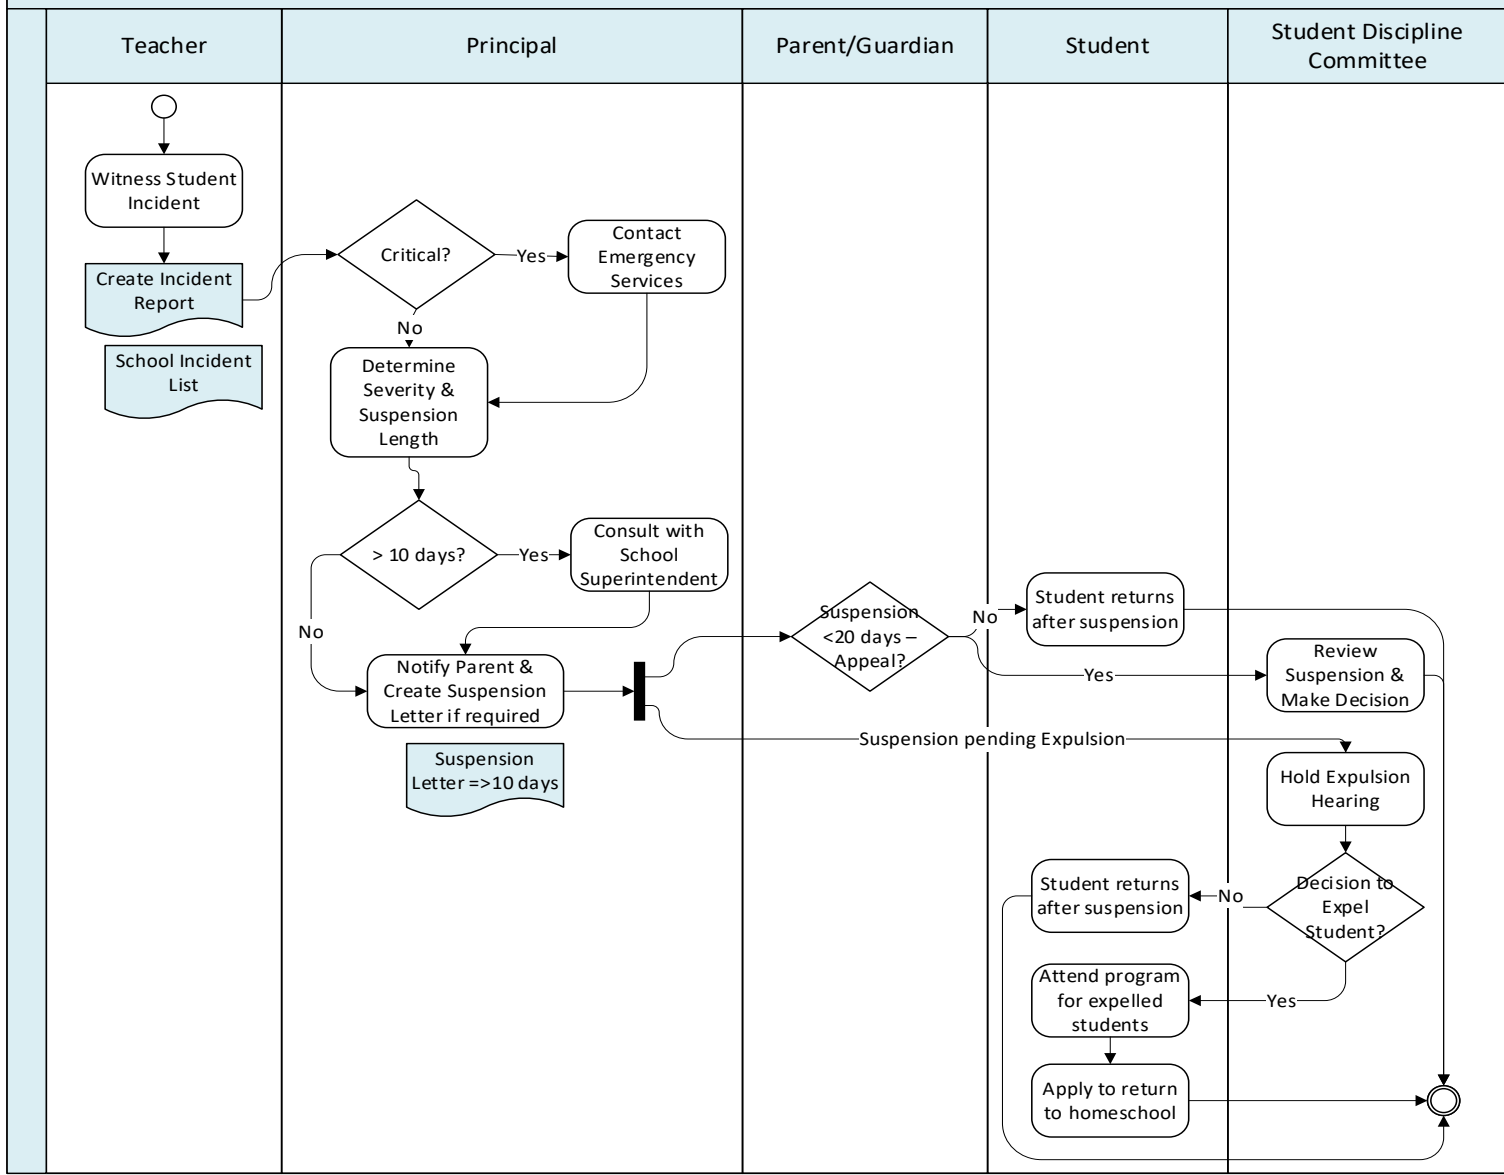 Teacher
Principal
Parent/Guardian
Student
Student Discipline
Committee
Witness Student
Incident
Create Incident
Report
School Incident
List
Critical?
Yes
Contact
Emergency
Services
No
Determine
Severity &
Suspension
Length
> 10 days?
Yes
Consult with
School
Superintendent
No
Notify Parent &
Create Suspension
Letter if required
Suspension
Letter =>10 days
Suspension
<20 days –
Appeal?
No
Student returns
after suspension
Yes
Review
Suspension &
Make Decision
Suspension pending Expulsion
Hold Expulsion
Hearing
Decision to
Expel
Student?
No
Student returns
after suspension
Yes
Attend program
for expelled
students
Apply to return
to homeschool